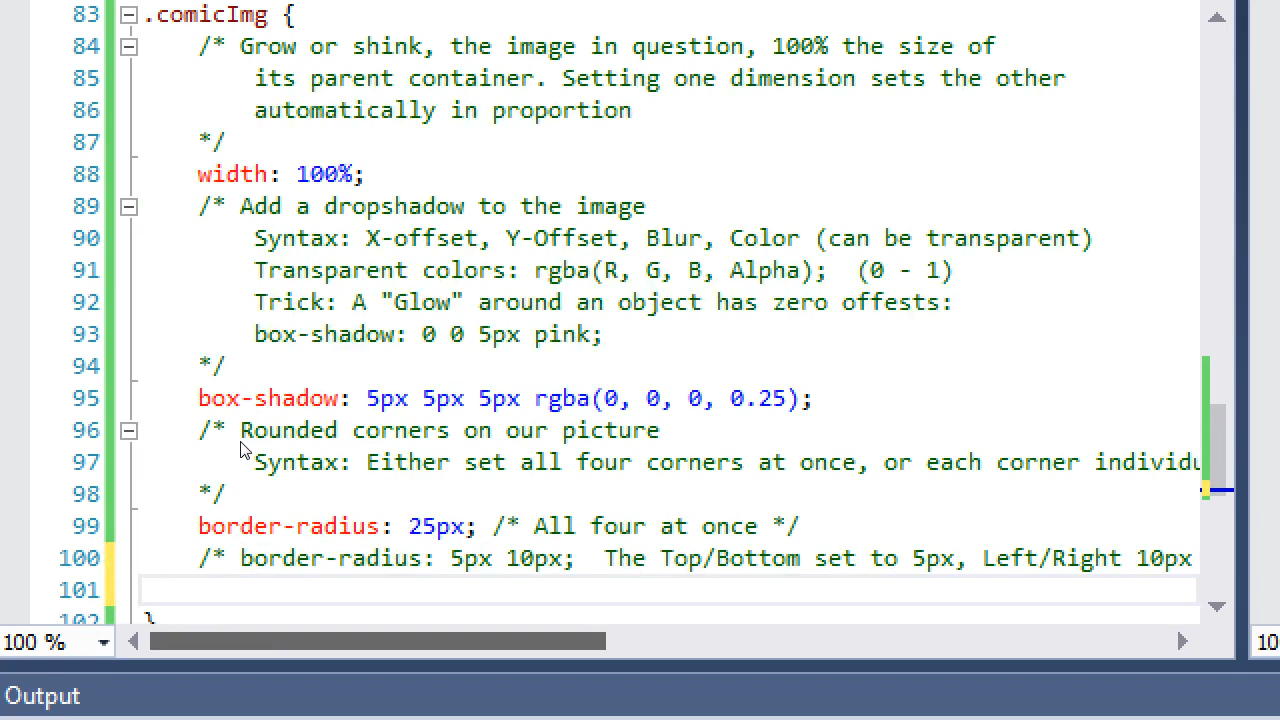 83 .comicImg {
84 /* Grow or shink, the image in question, 100% the size of
85 its parent container. Setting one dimension sets the other
86 automatically in proportion
87 */
88 width: 100%;
89 /* Add a dropshadow to the image
90 Syntax: X-offset, Y-Offset, Blur, Color (can be transparent)
91 Transparent colors: rgba(R, G, B, Alpha); (0 - 1)
92 Trick: A "Glow" around an object has zero offests:
93 box-shadow: 0 0 5px pink;
94 */
95 box-shadow: 5px 5px 5px rgba(0, 0, 0, 0.25);
96 /* Rounded corners on our picture
97 Syntax: Either set all four corners at once, or each corner individu
98 */
99 border-radius: 25px; /* All four at once */
100 /* border-radius: 5px 10px; The Top/Bottom set to 5px, Left/Right 10px
101
102 }
100 % 10
Output